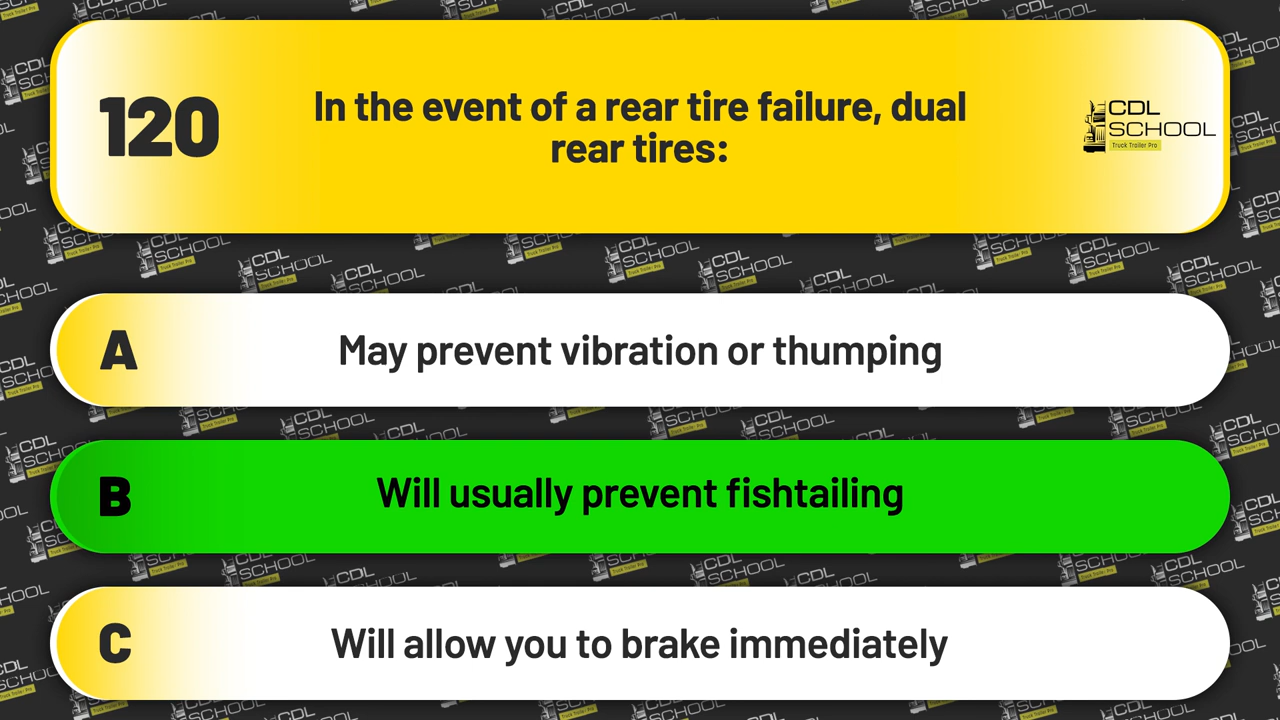 120
In the event of a rear tire failure, dual
rear tires:
CDL
SCHOOL
Truck Trailer Pro
A
May prevent vibration or thumping
B
Will usually prevent fishtailing
C
Will allow you to brake immediately